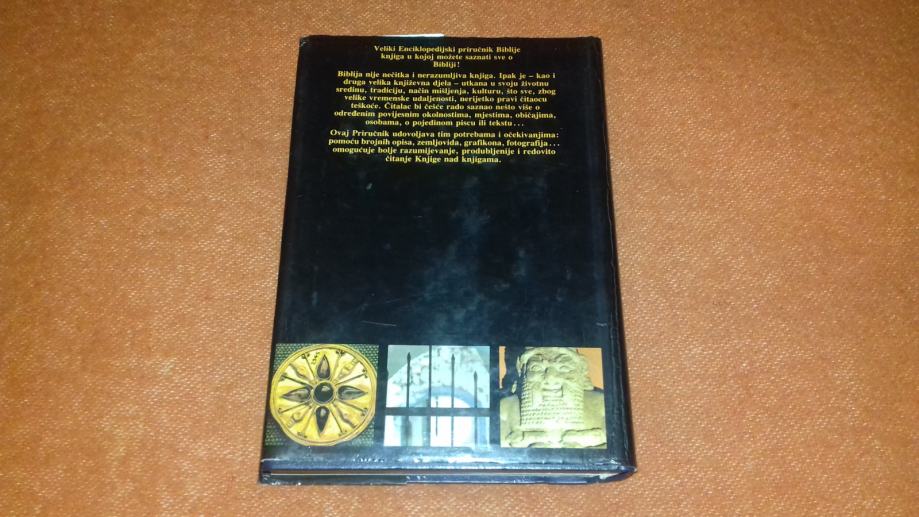 Veliki Enciklopedijski priručnik Biblije
knjiga u kojoj možete saznati sve o
Bibliji!
Biblija nije nečitka i nerazumljiva knjiga. Ipak je – kao i
druga velika književna djela – utkana u svoju životnu
sredinu, tradiciju, način mišljenja, kulturu, što sve, zbog
velike vremenske udaljenosti, nerijetko pravi čitaocu
teškoće. Čitalac bi češće rado saznao nešto više o
određenim povijesnim okolnostima, mjestima, običajima,
osobama, o pojedinom piscu ili tekstu...
Ovaj Priručnik udovoljava tim potrebama i očekivanjima:
pomoću brojnih opisa, zemljovida, grafikona, fotografija...
omogućuje bolje razumijevanje, produbljenije i redovito
čitanje Knjige nad knjigama.